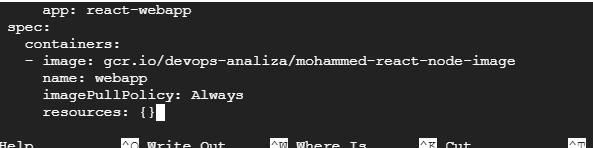 app: react-webapp
spec:
containers:
- image: gcr.io/devops-analiza/mohammed-react-node-image
name: webapp
imagePullPolicy: Always
resources: {}
Help ^O Write Out ^W Where Is ^K Cut ^T